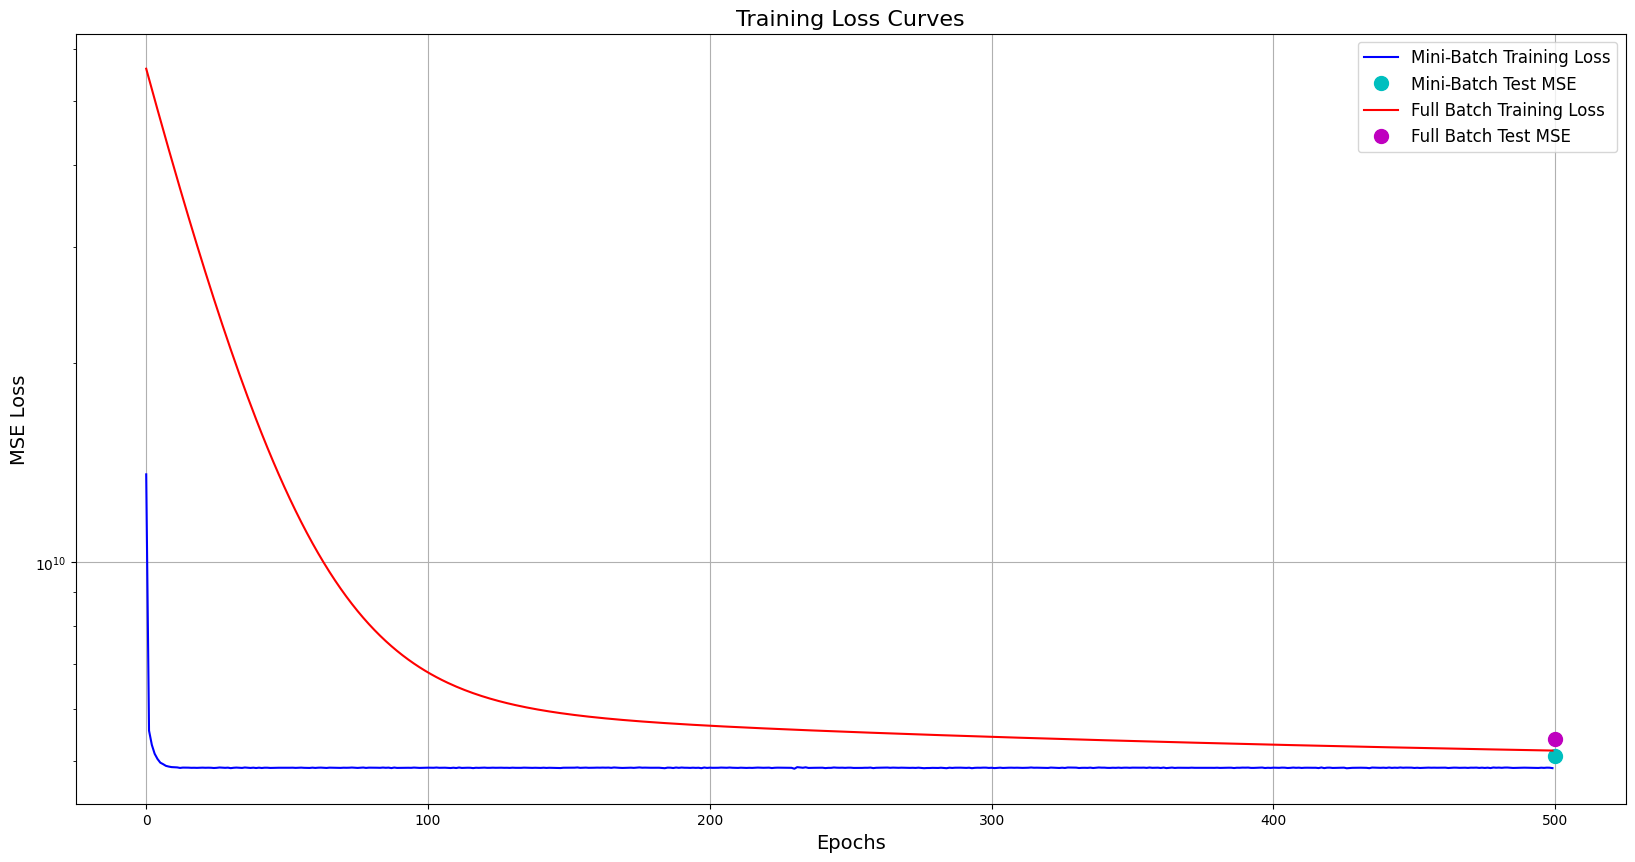 Training Loss Curves
Mini-Batch Training Loss
Mini-Batch Test MSE
Full Batch Training Loss
Full Batch Test MSE
MSE Loss
10^10
0 100 200 300 400 500
Epochs